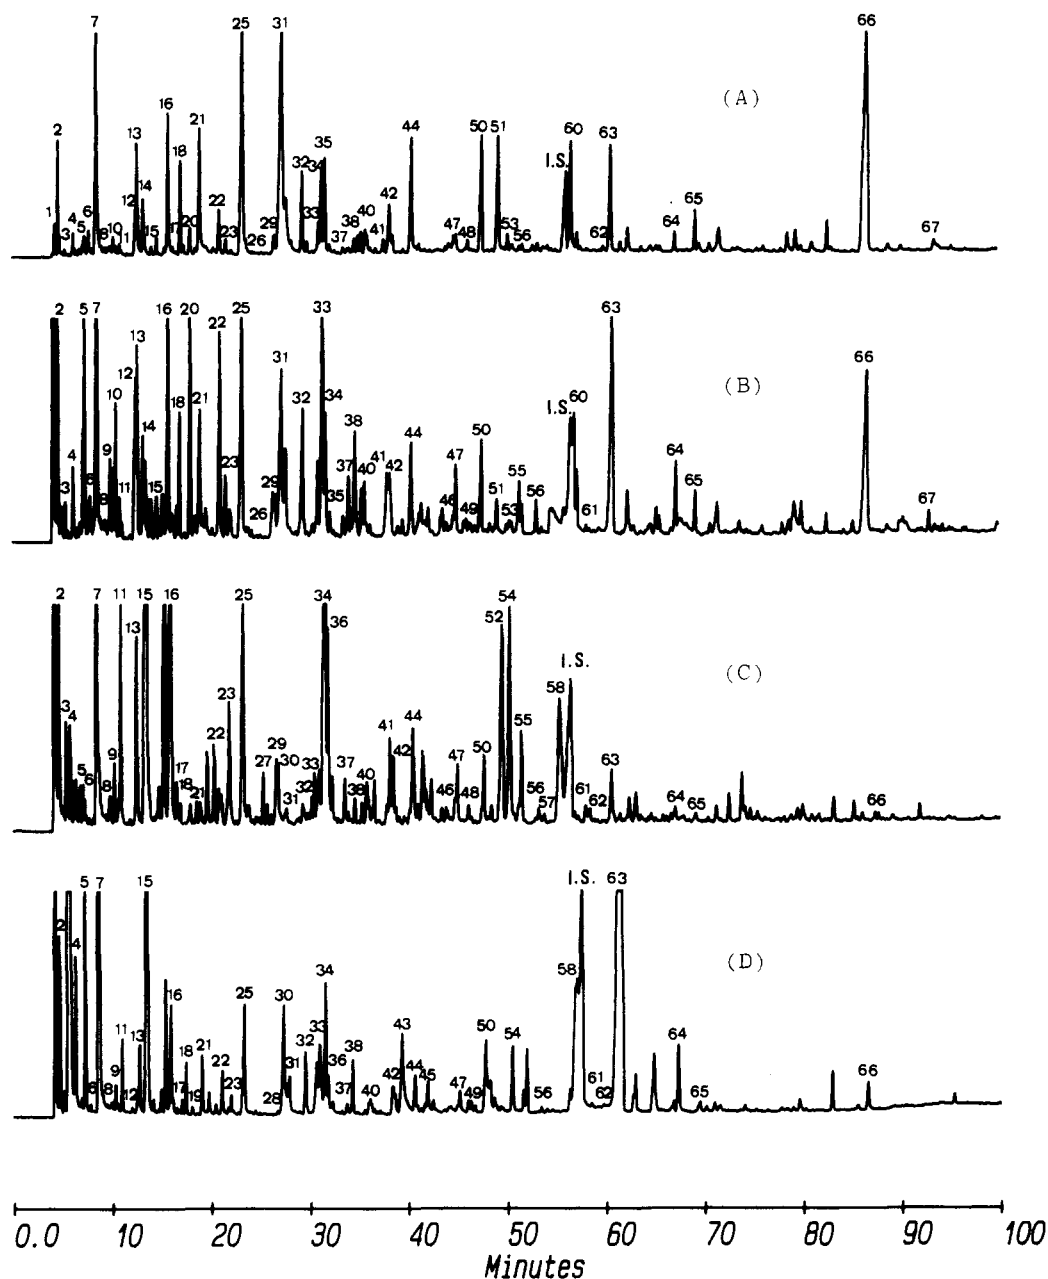 7 25 31 66
2 13 16 18 21 44 50 51 I.S. 60 63 (A)
1 3 4 5 6 8 10 11 12 14 15 17 20 22 23 26 29 32 33 34 35 37 38 40 41 42 47 48 53 56 62 64 65 67
2 5 7 16 20 25 33 63
13 22 31 66 (B)
3 4 6 8 9 10 11 12 14 15 18 21 23 26 29 32 34 35 37 38 40 41 42 44 46 47 49 50 51 53 55 56 I.S. 60 61 64 65 67
2 7 11 15 16 25 34 54
13 36 52 I.S. (C)
3 4 5 6 8 9 17 18 21 22 23 27 29 30 31 32 33 37 38 40 41 42 44 46 47 48 50 55 56 57 58 61 62 63 64 65 66
5 7 15 I.S. 63
2 4 34 58 (D)
6 8 9 11 12 13 16 17 18 19 21 22 23 25 28 30 31 32 33 36 37 38 40 42 43 44 45 47 49 50 54 56 61 62 64 65 66
0.0 10 20 30 40 50 60 70 80 90 100
Minutes